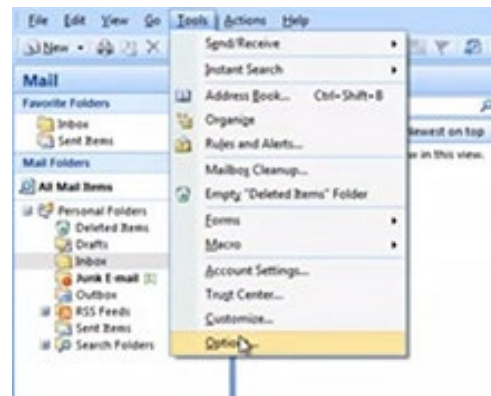 File Edit View Go Tools Actions Help
New
Mail
Favorite Folders
Inbox
Sent Items
Mail Folders
All Mail Items
Personal Folders
Deleted Items
Drafts
Inbox
Junk E-mail [1]
Outbox
RSS Feeds
Sent Items
Search Folders
Send/Receive
Instant Search
Address Book... Ctrl+Shift+B
Organize
Rules and Alerts...
Mailbox Cleanup...
Empty "Deleted Items" Folder
Forms
Macro
Account Settings...
Trust Center...
Customize...
Newest on top
w in this view.